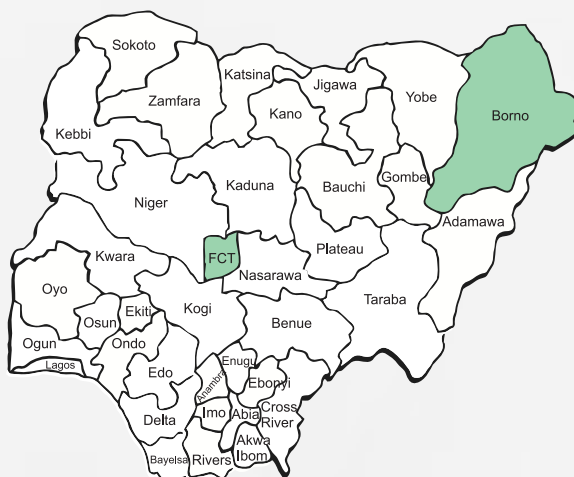 Sokoto
Katsina
Jigawa
Yobe
Borno
Zamfara
Kano
Kebbi
Kaduna
Bauchi
Gombe
Niger
Adamawa
Kwara
FCT
Plateau
Nasarawa
Oyo
Kogi
Taraba
Osun
Ekiti
Benue
Ogun
Ondo
Lagos
Edo
Enugu
Anambra
Ebonyi
Delta
Imo
Abia
Cross
River
Akwa
Ibom
Bayelsa
Rivers